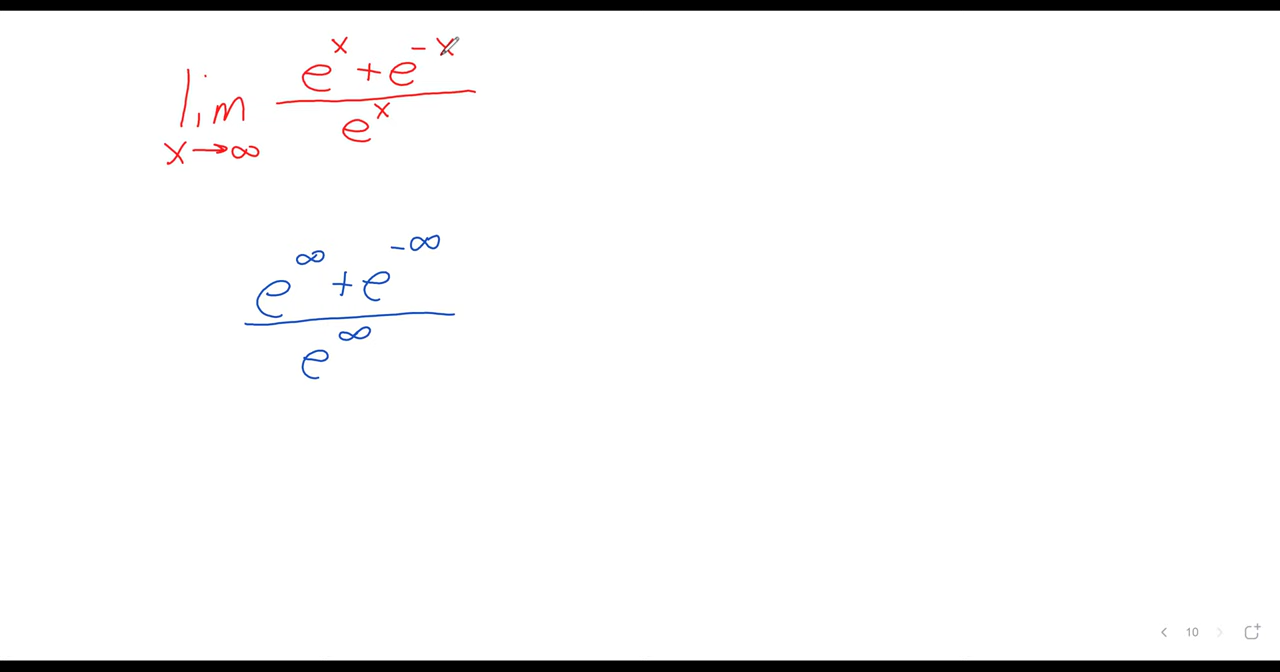 lim x→∞ (e^x + e^-x) / e^x
(e^∞ + e^-∞) / e^∞
10